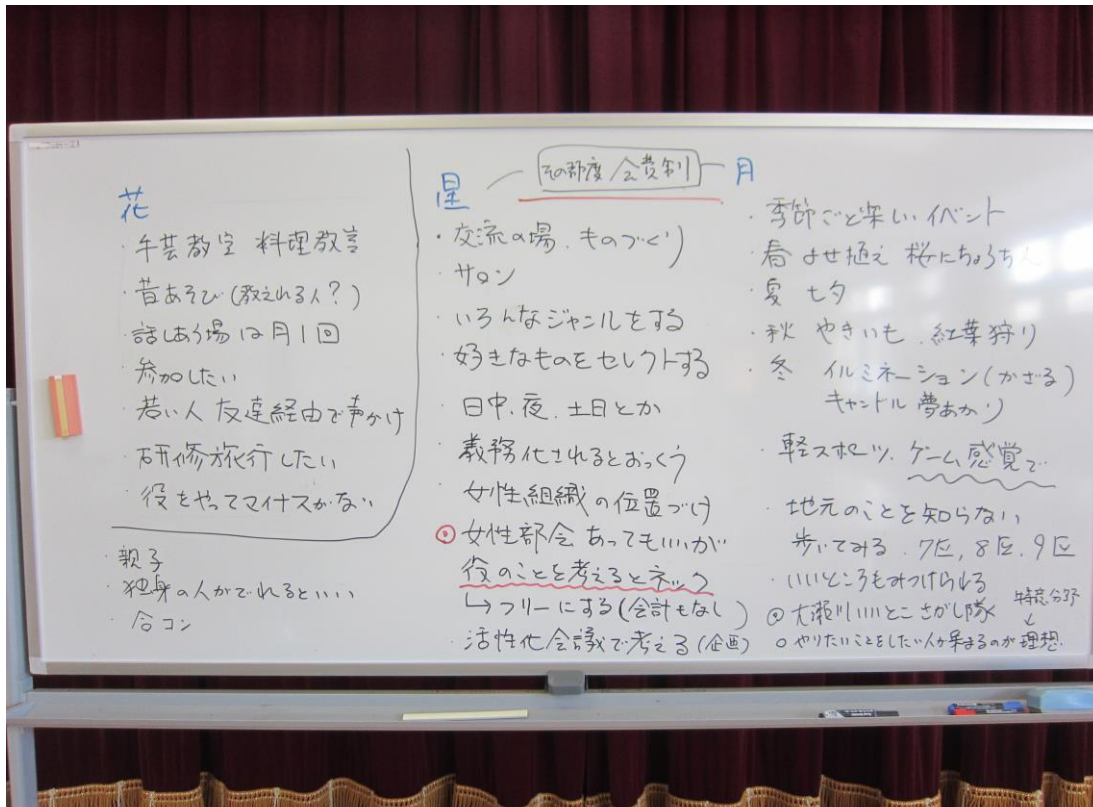 花
・手芸教室 料理教室
・昔あそび(教えれる人?)
・話しあう場は月1回
・参加したい
・若い人 友達経由で声かけ
・研修旅行したい
・役をやってマイナスがない
・親子
・独身の人がでれるといい
・合コン
その都度/会費制
星
・交流の場、ものづくり
・サロン
・いろんなジャンルをする
・好きなものをセレクトする
・日中、夜、土日とか
・義務化されるとおっくう
・女性組織の位置づけ
◎女性部会 あってもいいが
役のことを考えるとネック
↳フリーにする(会計もなし)
・活性化会議で考える(企画)
月
・季節ごと楽しいイベント
・春 よせ植え 桜にちょうちん
・夏 七夕
・秋 やきいも、紅葉狩り
・冬 イルミネーション(かざる)
キャンドル 夢あかり
・軽スポーツ、ゲーム感覚で
・地元のことを知らない
歩いてみる、7区,8区、9区
・いいところもみつけられる
◎大瀬川いいとこさがし隊
特意分野
↓
○やりたいことをしたい人が集まるのが理想.